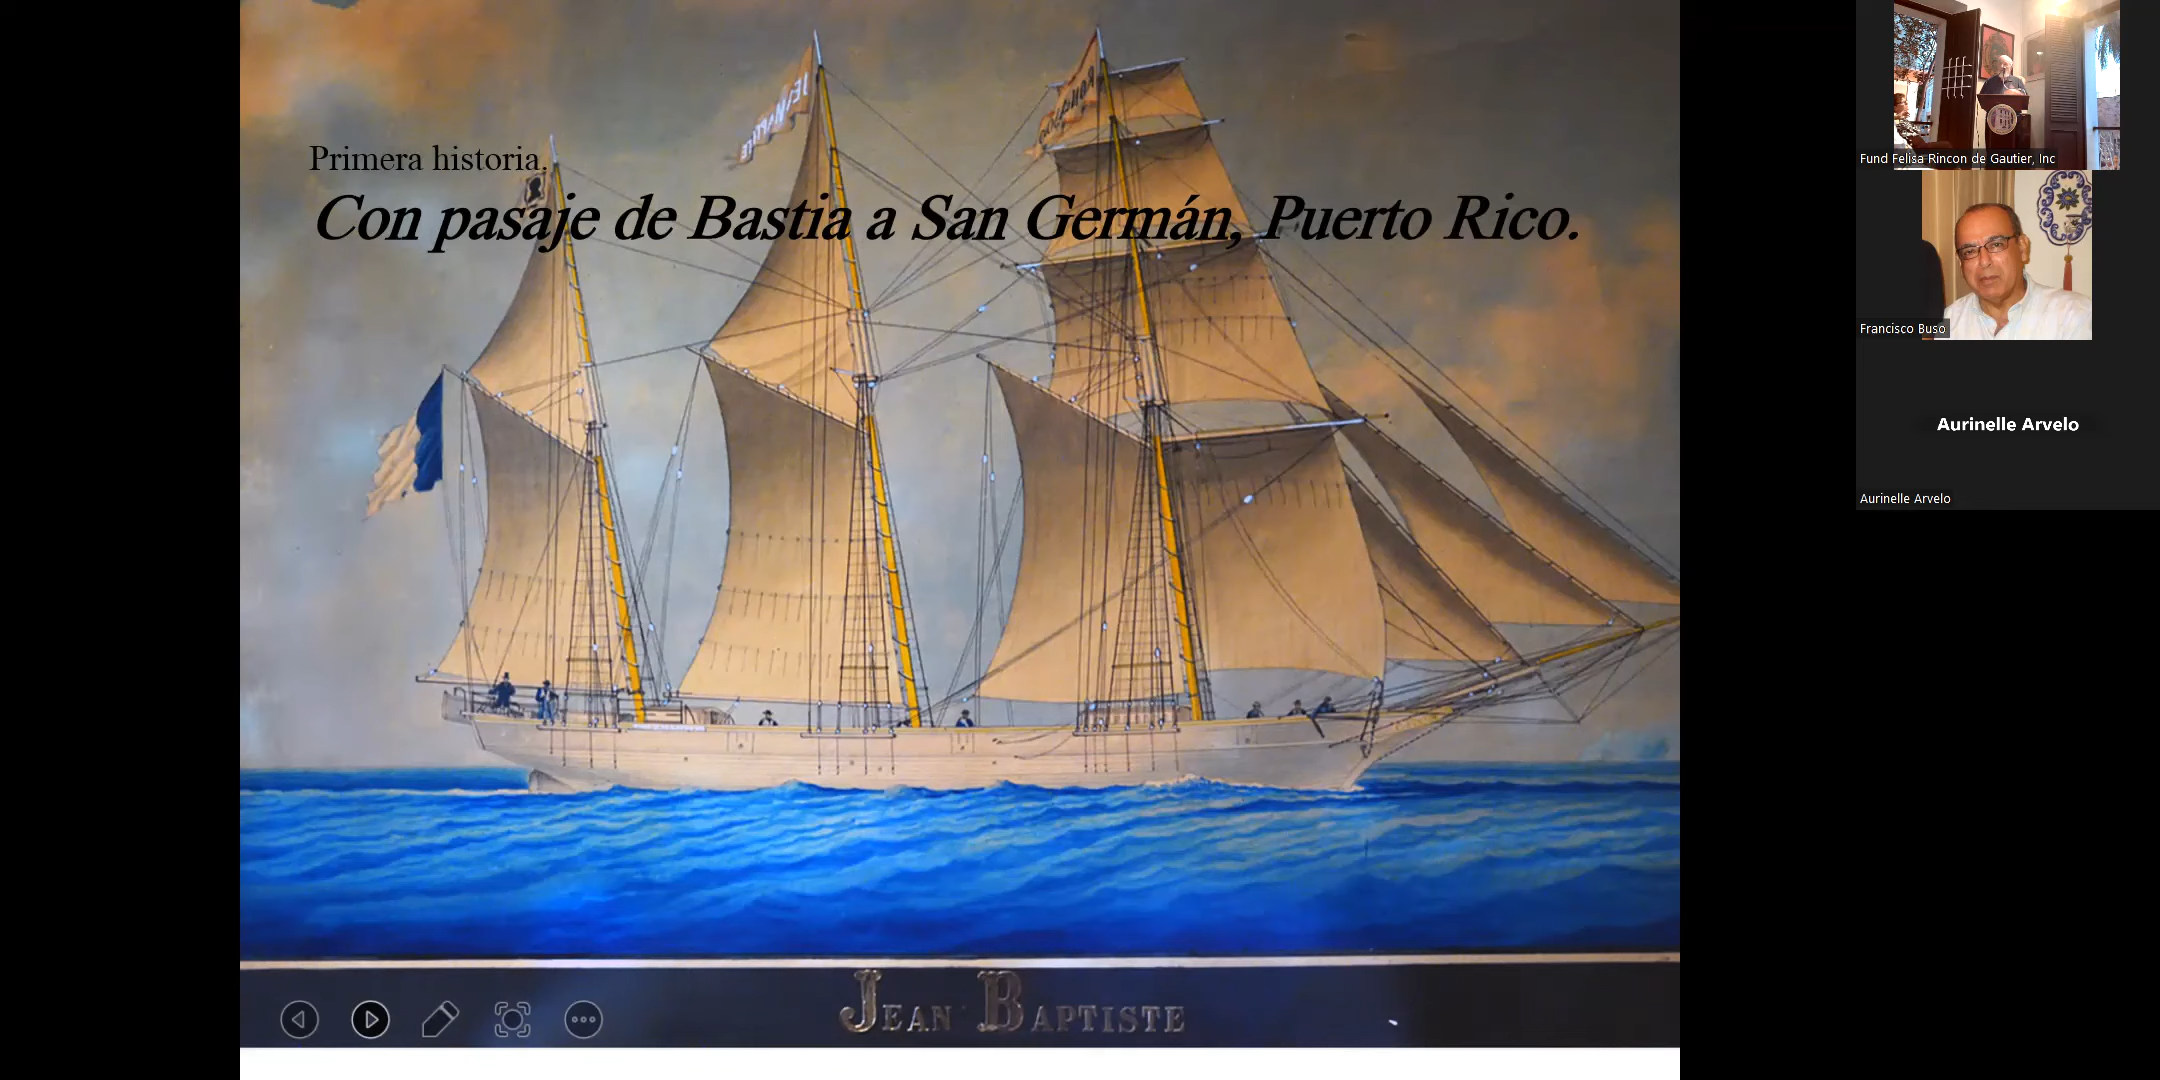 Primera historia.
Con pasaje de Bastia a San Germán, Puerto Rico.
JEAN BAPTISTE
Fund Felisa Rincon de Gautier, Inc
Francisco Buso
Aurinelle Arvelo
Aurinelle Arvelo